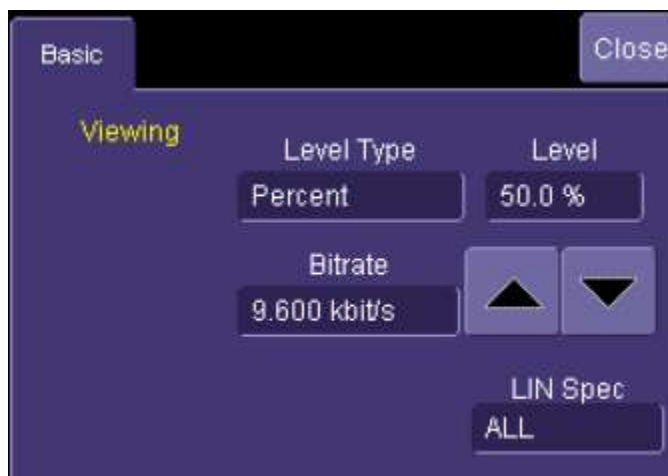 Basic
Close
Viewing
Level Type
Level
Percent
50.0 %
Bitrate
9.600 kbit/s
LIN Spec
ALL